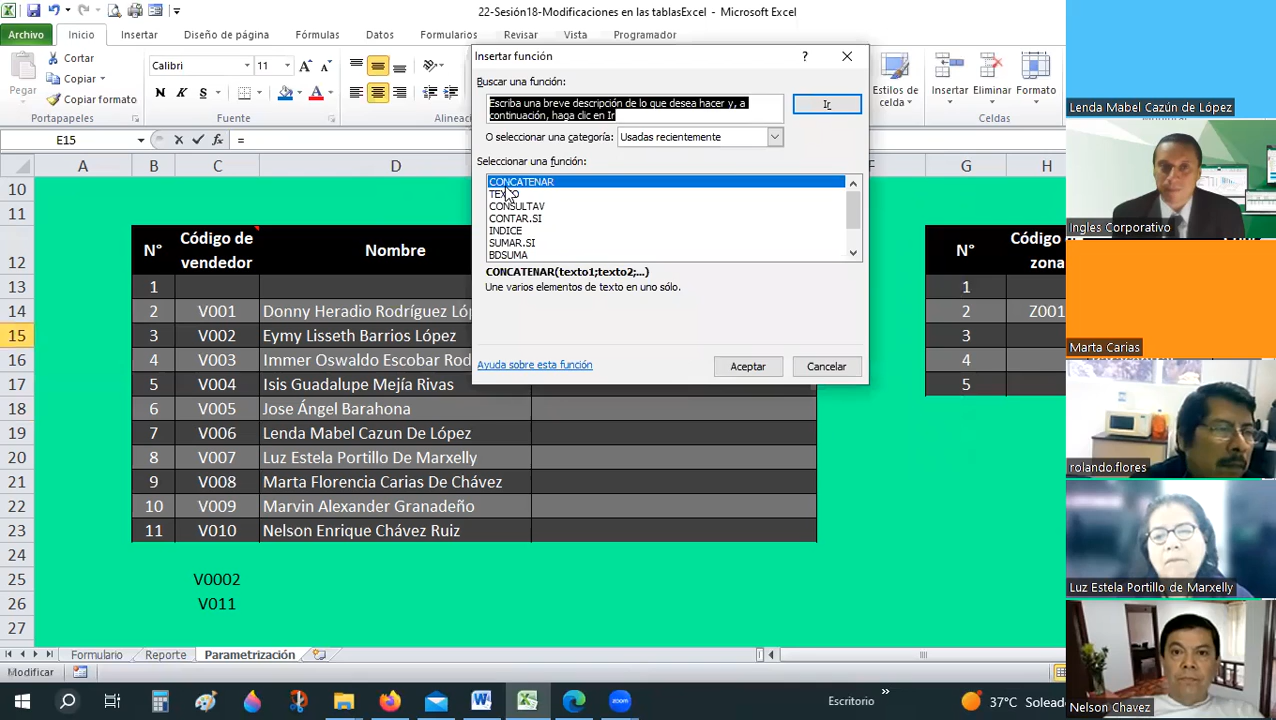 22-Sesión18-Modificaciones en las tablasExcel - Microsoft Excel
Archivo Inicio Insertar Diseño de página Fórmulas Datos Formularios Revisar Vista Programador
Pegar
Cortar
Copiar
Copiar formato
Portapapeles
Calibri 11
N K S
Fuente
Estilos de celda
Insertar Eliminar Formato
Celdas
E15 =
Insertar función
Buscar una función:
Escriba una breve descripción de lo que desea hacer y, a
continuación, haga clic en Ir
Ir
O seleccionar una categoría: Usadas recientemente
Seleccionar una función:
CONCATENAR
TEXTO
CONSULTAV
CONTAR.SI
INDICE
SUMAR.SI
BDSUMA
CONCATENAR(texto1;texto2;...)
Une varios elementos de texto en uno sólo.
Ayuda sobre esta función
Aceptar Cancelar
A B C D F G H
10
11
12 N° Código de vendedor Nombre N° Código zona
13 1 1
14 2 V001 Donny Heradio Rodríguez 2 Z001
15 3 V002 Eymy Lisseth Barrios López 3
16 4 V003 Immer Oswaldo Escobar Rod 4
17 5 V004 Isis Guadalupe Mejía Rivas 5
18 6 V005 Jose Ángel Barahona
19 7 V006 Lenda Mabel Cazun De López
20 8 V007 Luz Estela Portillo De Marxelly
21 9 V008 Marta Florencia Carias De Chávez
22 10 V009 Marvin Alexander Granadeño
23 11 V010 Nelson Enrique Chávez Ruiz
24
25 V0002
26 V011
27
Formulario Reporte Parametrización
Modificar
Escritorio
37°C Soleado
Lenda Mabel Cazún de López
Ingles Corporativo
Marta Carias
rolando.flores
Luz Estela Portillo de Marxelly
Nelson Chavez